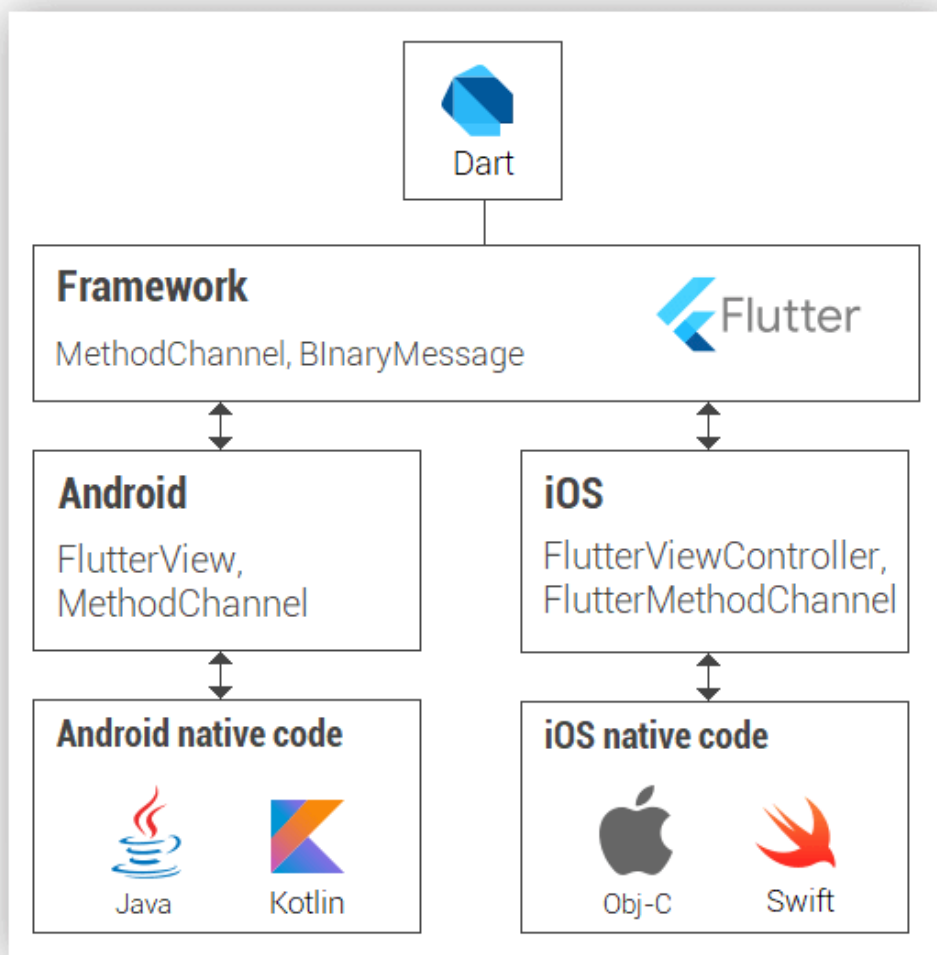 Dart
Framework
Flutter
MethodChannel, BInaryMessage
Android
FlutterView,
MethodChannel
iOS
FlutterViewController,
FlutterMethodChannel
Android native code
Java
Kotlin
iOS native code
Obj-C
Swift